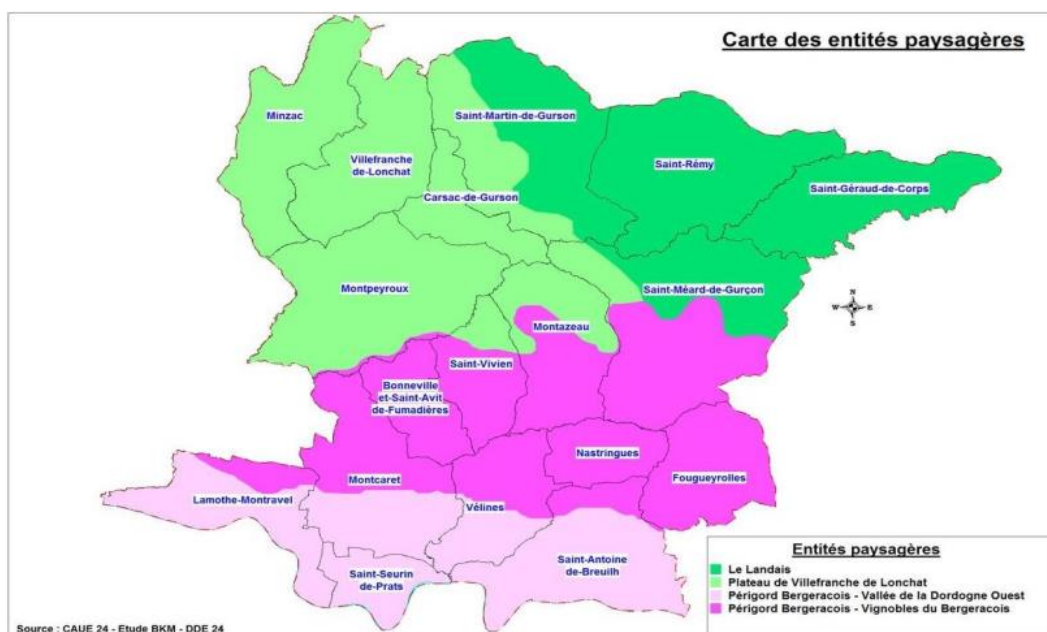 Carte des entités paysagères
Minzac
Saint-Martin-de-Gurson
Villefranche
de-Lonchat
Saint-Rémy
Saint-Géraud-de-Corps
Carsac-de-Gurson
Montpeyroux
Saint-Méard-de-Gurçon
N
W E
S
Montazeau
Saint-Vivien
Bonneville
et-Saint-Avit
de-Fumadières
Nastringues
Montcaret
Fougueyrolles
Lamothe-Montravel
Vélines
Saint-Antoine
de-Breuilh
Saint-Seurin
de-Prats
Entités paysagères
Le Landais
Plateau de Villefranche de Lonchat
Périgord Bergeracois - Vallée de la Dordogne Ouest
Périgord Bergeracois - Vignobles du Bergeracois
Source : CAUE 24 - Etude BKM - DDE 24